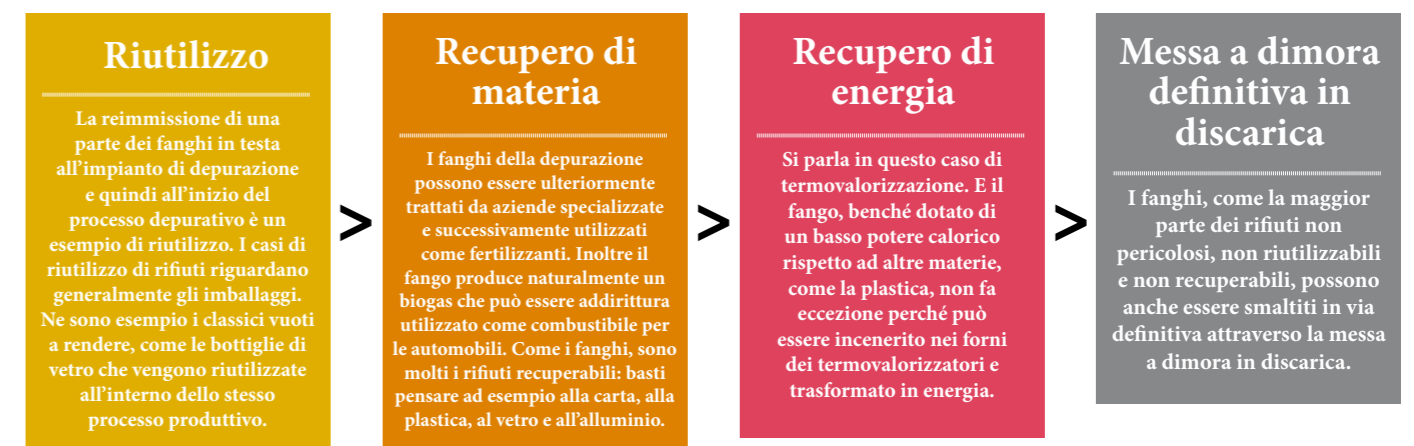 Riutilizzo
La reimmissione di una
parte dei fanghi in testa
all'impianto di depurazione
e quindi all'inizio del
processo depurativo è un
esempio di riutilizzo. I casi di
riutilizzo di rifiuti riguardano
generalmente gli imballaggi.
Ne sono esempio i classici vuoti
a rendere, come le bottiglie di
vetro che vengono riutilizzate
all'interno dello stesso
processo produttivo.
>
Recupero di
materia
I fanghi della depurazione
possono essere ulteriormente
trattati da aziende specializzate
e successivamente utilizzati
come fertilizzanti. Inoltre il
fango produce naturalmente un
biogas che può essere addirittura
utilizzato come combustibile per
le automobili. Come i fanghi, sono
molti i rifiuti recuperabili: basti
pensare ad esempio alla carta, alla
plastica, al vetro e all'alluminio.
>
Recupero di
energia
Si parla in questo caso di
termovalorizzazione. E il
fango, benché dotato di
un basso potere calorico
rispetto ad altre materie,
come la plastica, non fa
eccezione perché può
essere incenerito nei forni
dei termovalorizzatori e
trasformato in energia.
>
Messa a dimora
definitiva in
discarica
I fanghi, come la maggior
parte dei rifiuti non
pericolosi, non riutilizzabili
e non recuperabili, possono
anche essere smaltiti in via
definitiva attraverso la messa
a dimora in discarica.